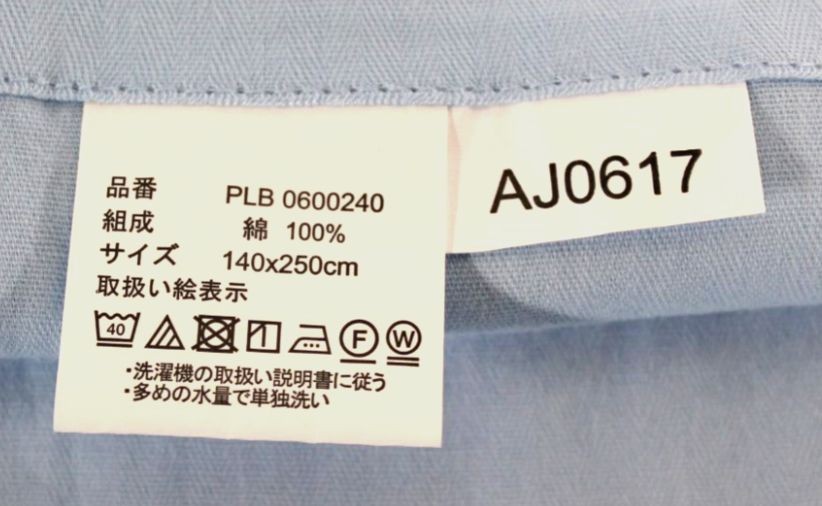 品番 PLB 0600240
組成 綿 100%
サイズ 140x250cm
取扱い絵表示
40 F W
・洗濯機の取扱い説明書に従う
・多めの水量で単独洗い
AJ0617